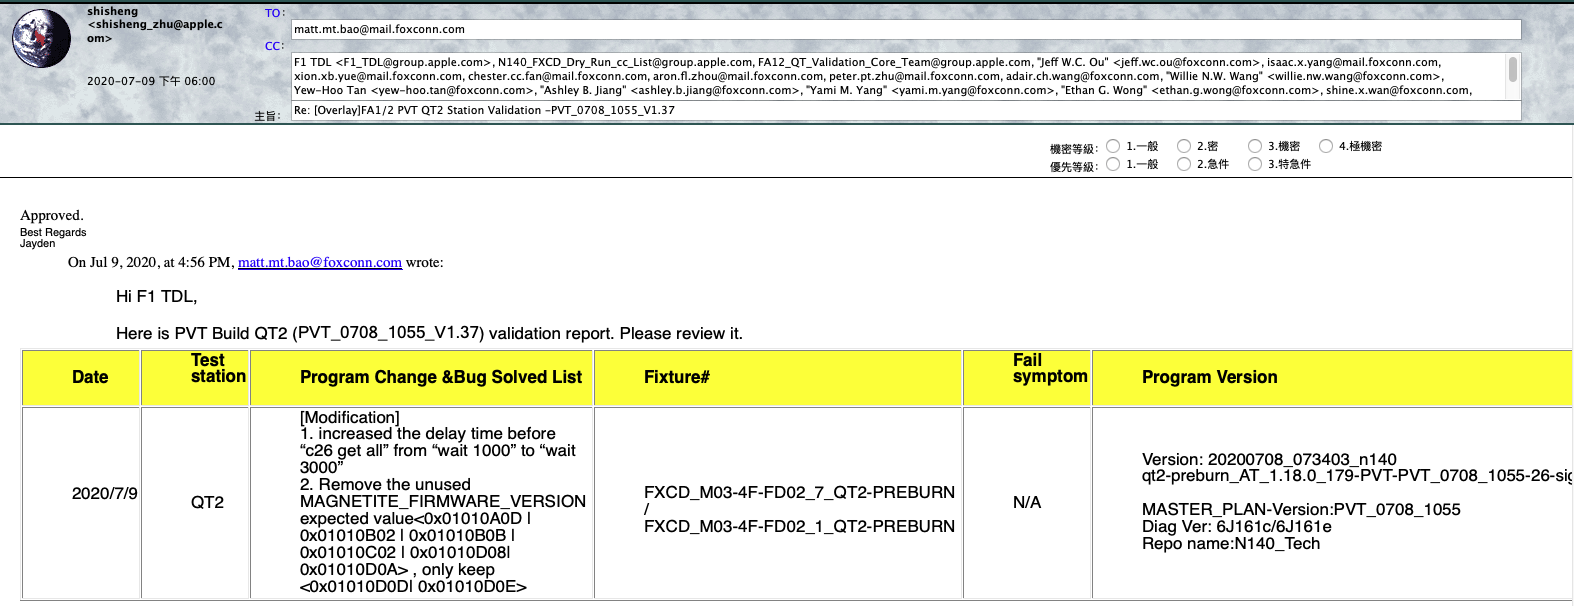 shisheng
<shisheng_zhu@apple.c
om>
2020-07-09 下午 06:00
TO:
matt.mt.bao@mail.foxconn.com
CC:
F1 TDL <F1_TDL@group.apple.com>, N140_FXCD_Dry_Run_cc_List@group.apple.com, FA12_QT_Validation_Core_Team@group.apple.com, "Jeff W.C. Ou" <jeff.wc.ou@foxconn.com>, isaac.x.yang@mail.foxconn.com,
xion.xb.yue@mail.foxconn.com, chester.cc.fan@mail.foxconn.com, aron.fl.zhou@mail.foxconn.com, peter.pt.zhu@mail.foxconn.com, adair.ch.wang@foxconn.com, "Willie N.W. Wang" <willie.nw.wang@foxconn.com>,
Yew-Hoo Tan <yew-hoo.tan@foxconn.com>, "Ashley B. Jiang" <ashley.b.jiang@foxconn.com>, "Yami M. Yang" <yami.m.yang@foxconn.com>, "Ethan G. Wong" <ethan.g.wong@foxconn.com>, shine.x.wan@foxconn.com,
主旨:
Re: [Overlay]FA1/2 PVT QT2 Station Validation -PVT_0708_1055_V1.37
機密等級: 1.一般 2.密 3.機密 4.極機密
優先等級: 1.一般 2.急件 3.特急件
Approved.
Best Regards
Jayden
On Jul 9, 2020, at 4:56 PM, matt.mt.bao@foxconn.com wrote:
Hi F1 TDL,
Here is PVT Build QT2 (PVT_0708_1055_V1.37) validation report. Please review it.
Date
Test
station
Program Change &Bug Solved List
Fixture#
Fail
symptom
Program Version
2020/7/9
QT2
[Modification]
1. increased the delay time before
“c26 get all” from “wait 1000” to “wait
3000”
2. Remove the unused
MAGNETITE_FIRMWARE_VERSION
expected value<0x01010A0D |
0x01010B02 | 0x01010B0B |
0x01010C02 | 0x01010D08|
0x01010D0A> , only keep
<0x01010D0D| 0x01010D0E>
FXCD_M03-4F-FD02_7_QT2-PREBURN
/
FXCD_M03-4F-FD02_1_QT2-PREBURN
N/A
Version: 20200708_073403_n140
qt2-preburn_AT_1.18.0_179-PVT-PVT_0708_1055-26-sig
MASTER_PLAN-Version:PVT_0708_1055
Diag Ver: 6J161c/6J161e
Repo name:N140_Tech